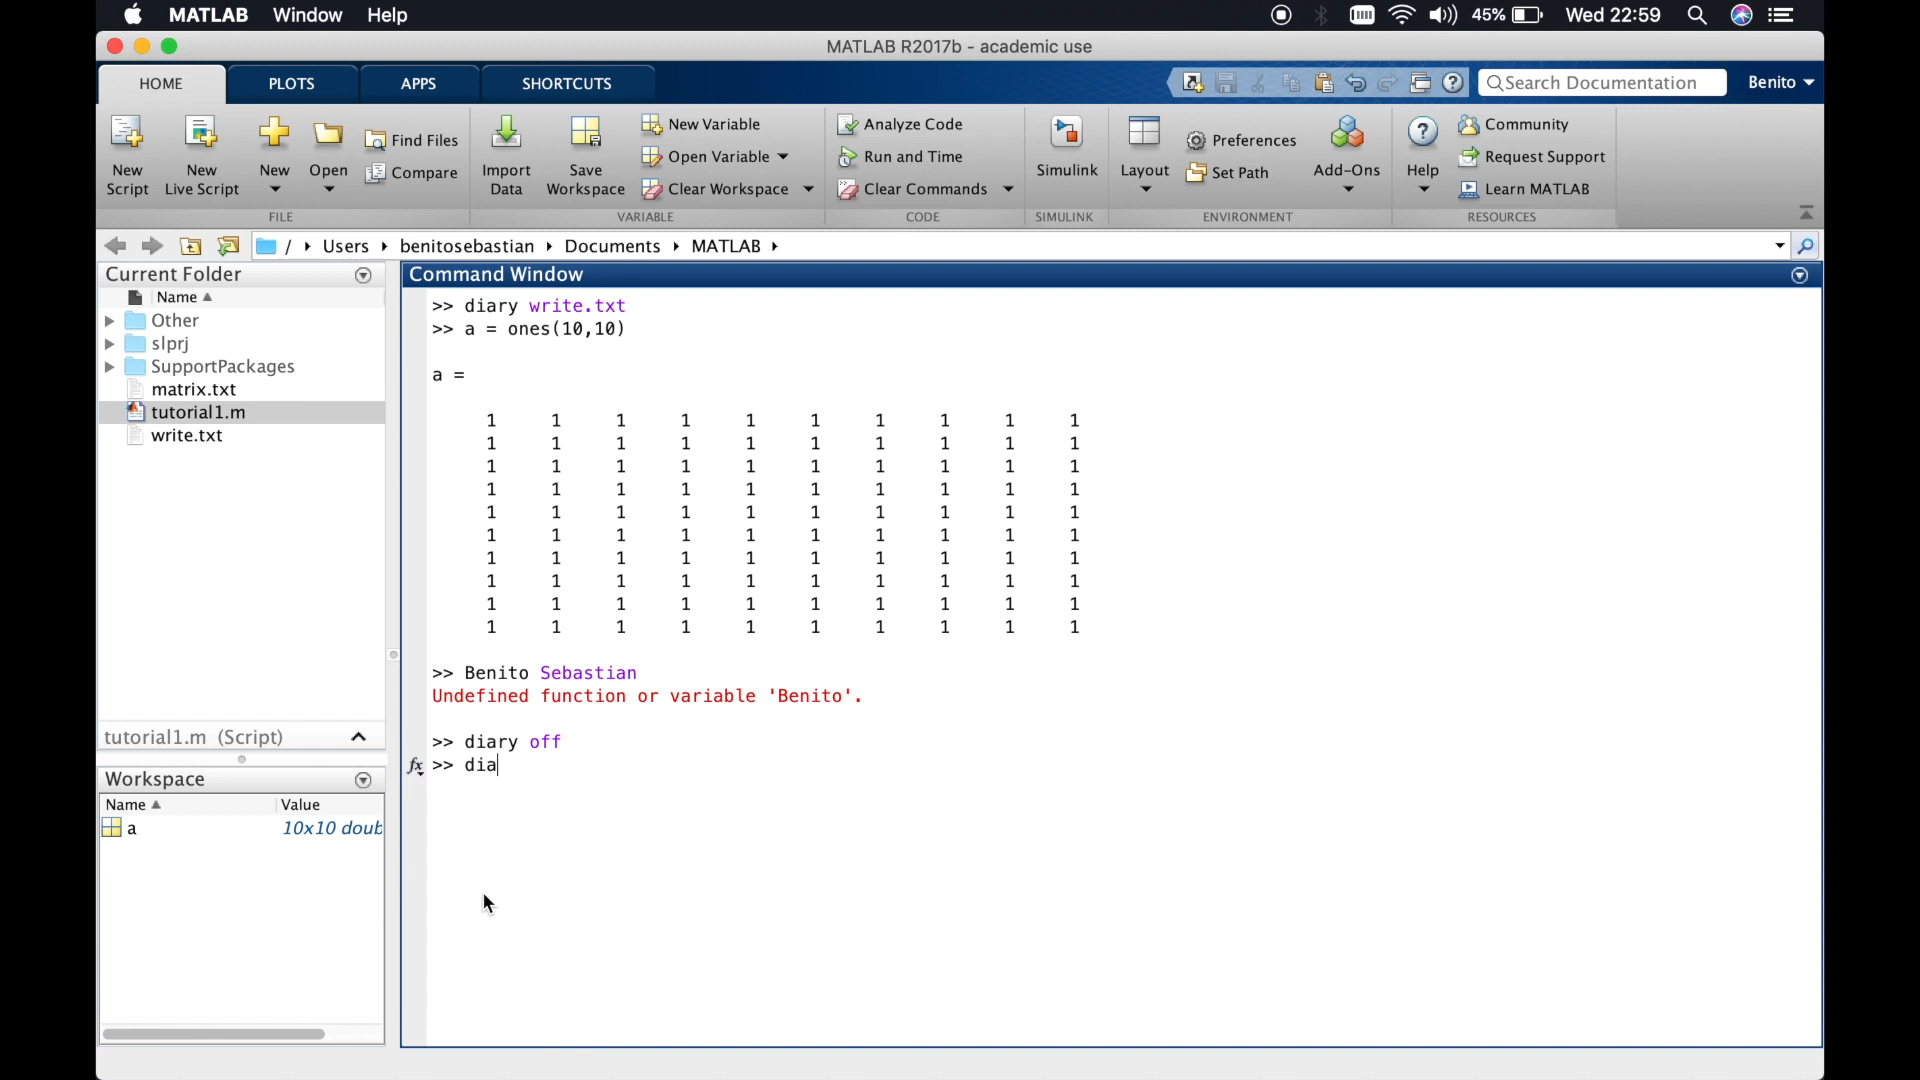 MATLAB Window Help 45% Wed 22:59
MATLAB R2017b - academic use
HOME PLOTS APPS SHORTCUTS Search Documentation Benito
New Script
New Live Script
New
Open
Find Files
Compare
FILE
Import Data
Save Workspace
New Variable
Open Variable
Clear Workspace
VARIABLE
Analyze Code
Run and Time
Clear Commands
CODE
Simulink
SIMULINK
Layout
Preferences
Set Path
Add-Ons
ENVIRONMENT
Help
Community
Request Support
Learn MATLAB
RESOURCES
/ Users benitosebastian Documents MATLAB
Current Folder
Name
Other
slprj
SupportPackages
matrix.txt
tutorial1.m
write.txt
tutorial1.m (Script)
Workspace
Name Value
a 10x10 doub
Command Window
>> diary write.txt
>> a = ones(10,10)
a =
1 1 1 1 1 1 1 1 1 1
1 1 1 1 1 1 1 1 1 1
1 1 1 1 1 1 1 1 1 1
1 1 1 1 1 1 1 1 1 1
1 1 1 1 1 1 1 1 1 1
1 1 1 1 1 1 1 1 1 1
1 1 1 1 1 1 1 1 1 1
1 1 1 1 1 1 1 1 1 1
1 1 1 1 1 1 1 1 1 1
1 1 1 1 1 1 1 1 1 1
>> Benito Sebastian
Undefined function or variable 'Benito'.
>> diary off
fx >> dia